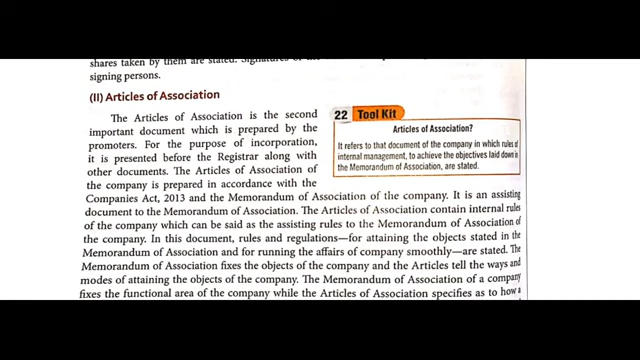 shares taken by them are stated. Signatures of the
signing persons.
(II) Articles of Association
The Articles of Association is the second
important document which is prepared by the
promoters. For the purpose of incorporation,
it is presented before the Registrar along with
other documents. The Articles of Association of
the company is prepared in accordance with the
22 Tool Kit
Articles of Association?
It refers to that document of the company in which rules of
internal management, to achieve the objectives laid down in
the Memorandum of Association, are stated.
Companies Act, 2013 and the Memorandum of Association of the company. It is an assisting
document to the Memorandum of Association. The Articles of Association contain internal rules
of the company which can be said as the assisting rules to the Memorandum of Association of
the company. In this document, rules and regulations—for attaining the objects stated in the
Memorandum of Association and for running the affairs of company smoothly—are stated. The
Memorandum of Association fixes the objects of the company and the Articles tell the ways and
modes of attaining the objects of the company. The Memorandum of Association of a company
fixes the functional area of the company while the Articles of Association specifies as to how a